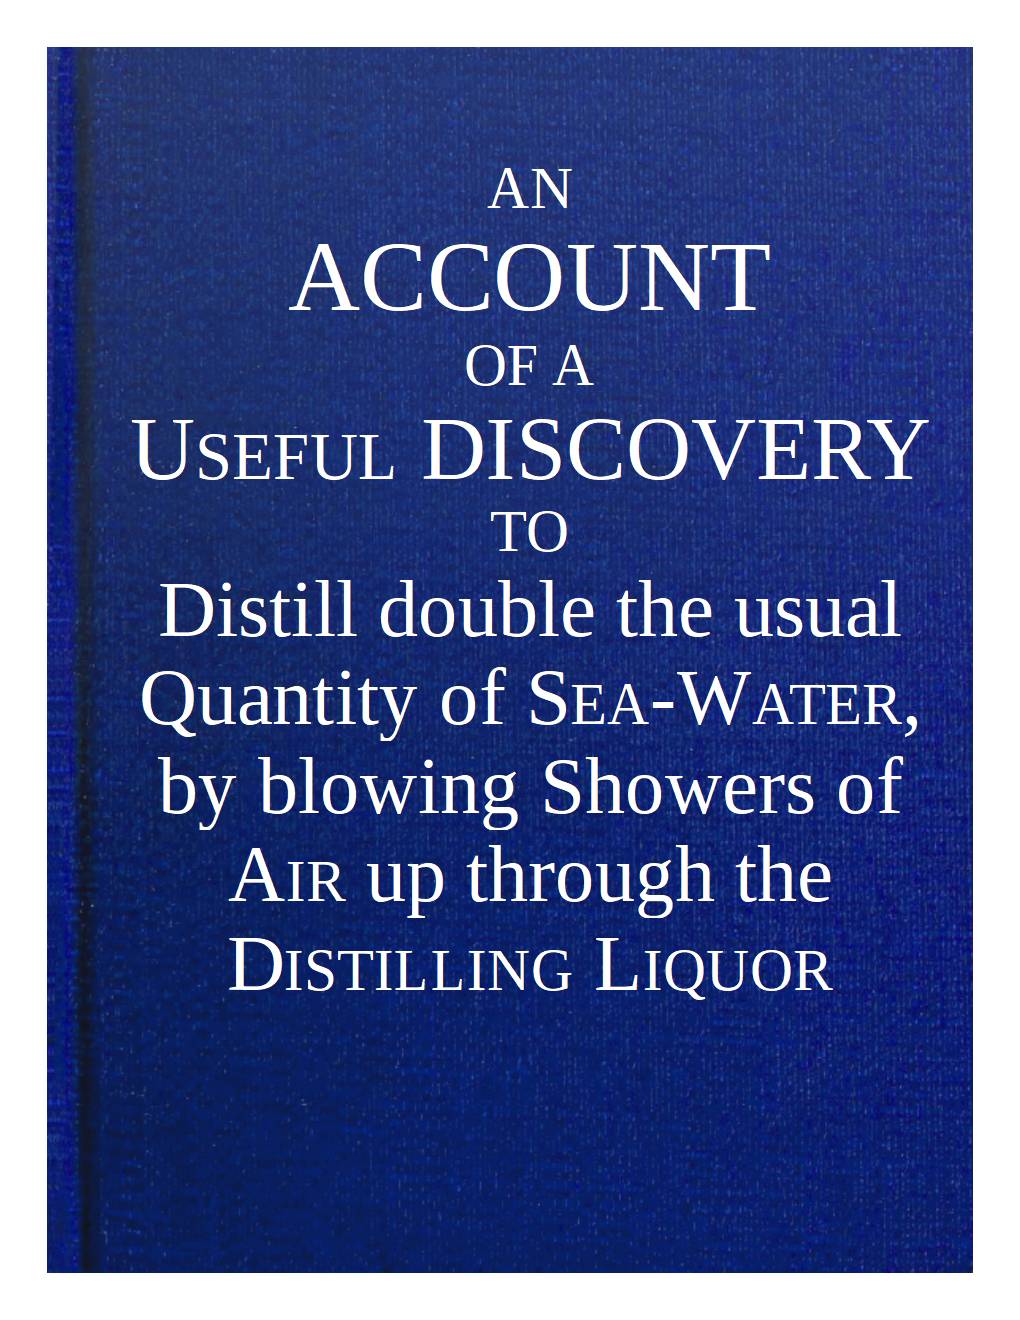 AN
ACCOUNT
OF A
USEFUL DISCOVERY
TO
Distill double the usual
Quantity of SEA-WATER,
by blowing Showers of
AIR up through the
DISTILLING LIQUOR